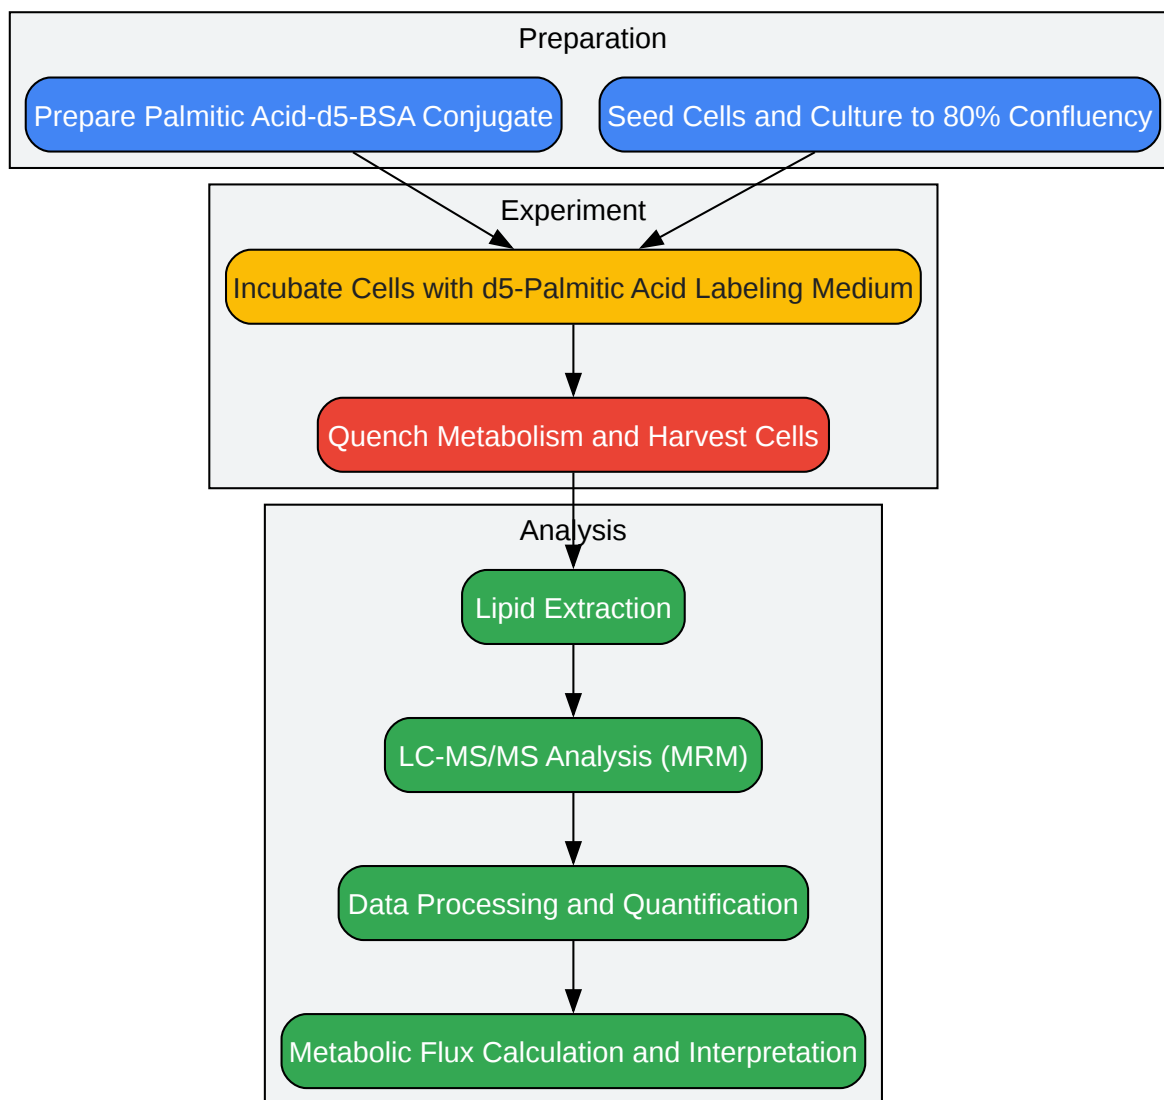 Preparation
Prepare Palmitic Acid-d5-BSA Conjugate
Seed Cells and Culture to 80% Confluency
Experiment
Incubate Cells with d5-Palmitic Acid Labeling Medium
Quench Metabolism and Harvest Cells
Analysis
Lipid Extraction
LC-MS/MS Analysis (MRM)
Data Processing and Quantification
Metabolic Flux Calculation and Interpretation